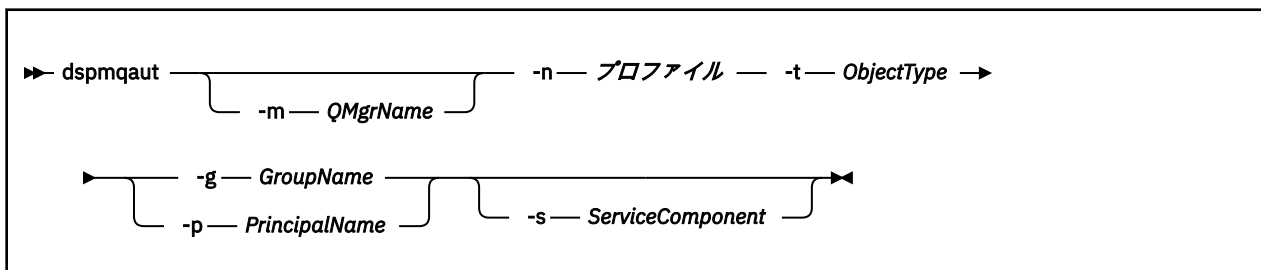 dspmqaut -n プロファイル -t ObjectType
-m QMgrName
-g GroupName
-p PrincipalName
-s ServiceComponent